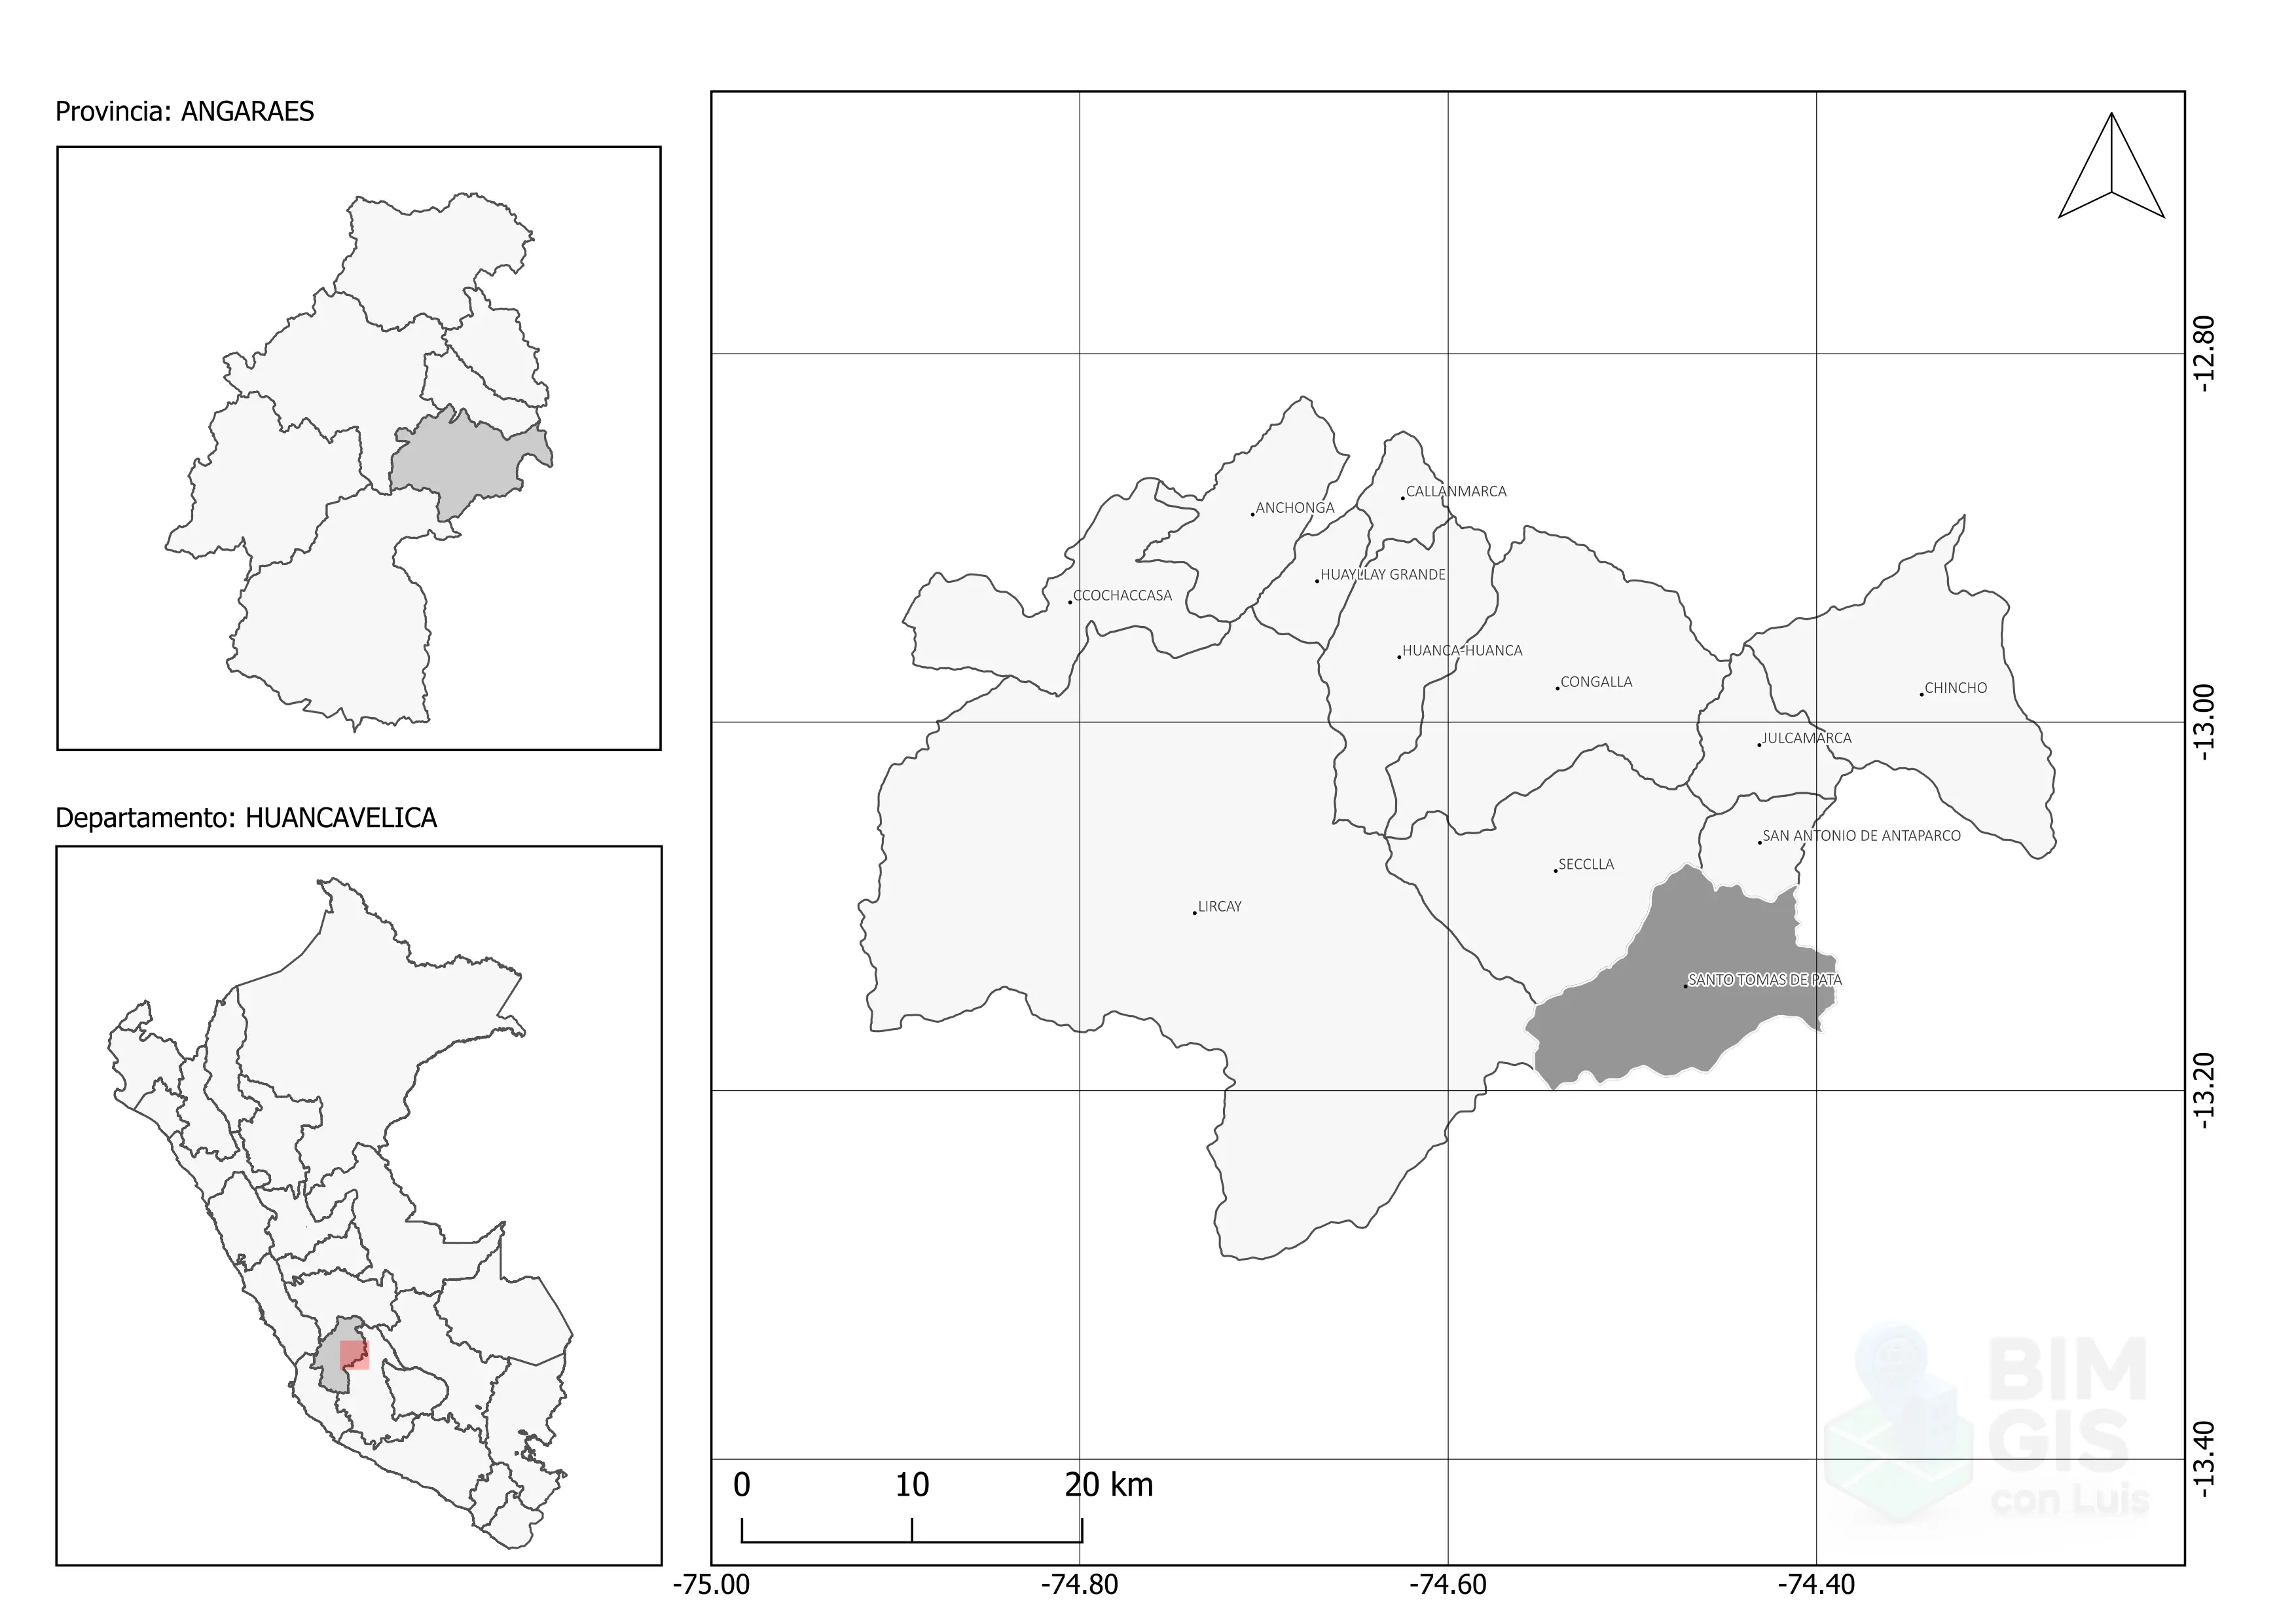 Provincia: ANGARAES
Departamento: HUANCAVELICA
CALLANMARCA
ANCHONGA
HUAYLLAY GRANDE
CCOCHACCASA
HUANCA-HUANCA
CONGALLA
CHINCHO
JULCAMARCA
SAN ANTONIO DE ANTAPARCO
SECCLLA
LIRCAY
SANTO TOMAS DE PATA
-12.80
-13.00
-13.20
-13.40
BIM
GIS
con Luis
0 10 20 km
-75.00 -74.80 -74.60 -74.40